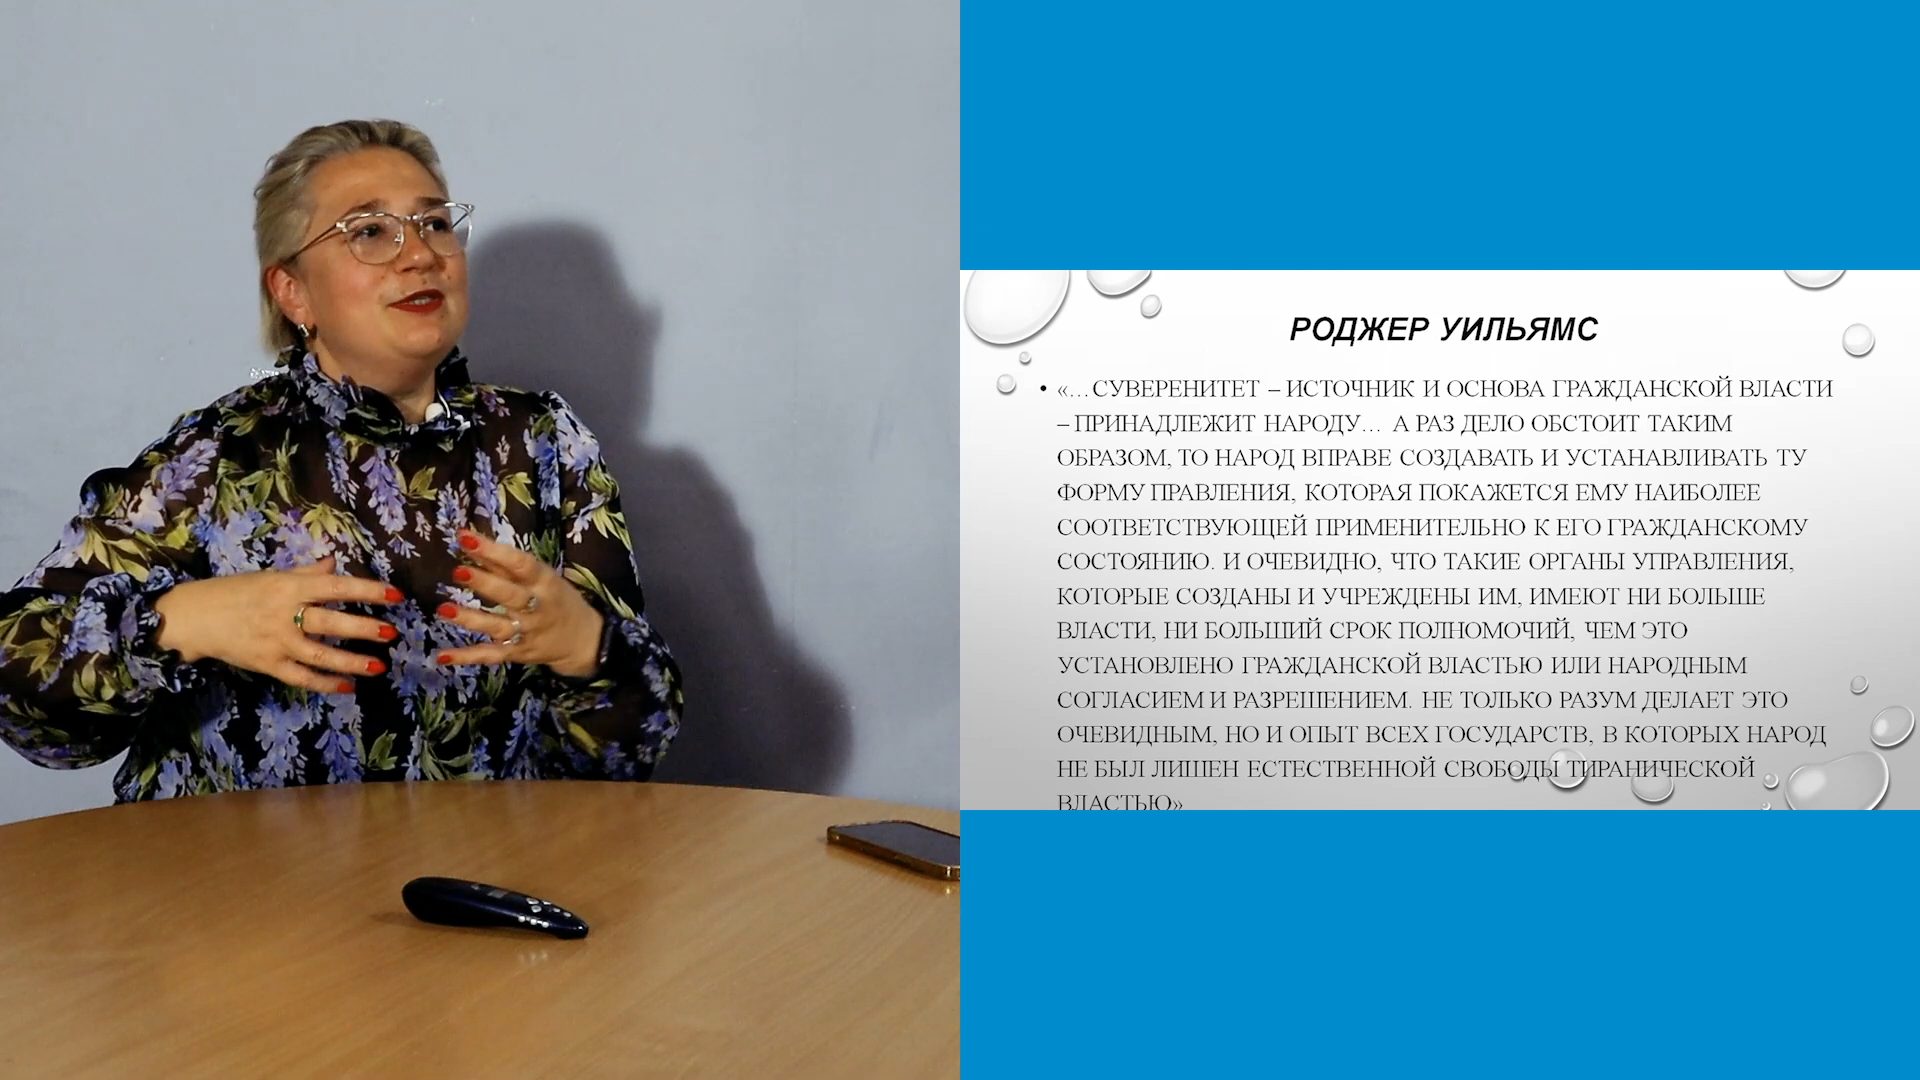 РОДЖЕР УИЛЬЯМС
• «…СУВЕРЕНИТЕТ – ИСТОЧНИК И ОСНОВА ГРАЖДАНСКОЙ ВЛАСТИ
– ПРИНАДЛЕЖИТ НАРОДУ… А РАЗ ДЕЛО ОБСТОИТ ТАКИМ
ОБРАЗОМ, ТО НАРОД ВПРАВЕ СОЗДАВАТЬ И УСТАНАВЛИВАТЬ ТУ
ФОРМУ ПРАВЛЕНИЯ, КОТОРАЯ ПОКАЖЕТСЯ ЕМУ НАИБОЛЕЕ
СООТВЕТСТВУЮЩЕЙ ПРИМЕНИТЕЛЬНО К ЕГО ГРАЖДАНСКОМУ
СОСТОЯНИЮ. И ОЧЕВИДНО, ЧТО ТАКИЕ ОРГАНЫ УПРАВЛЕНИЯ,
КОТОРЫЕ СОЗДАНЫ И УЧРЕЖДЕНЫ ИМ, ИМЕЮТ НИ БОЛЬШЕ
ВЛАСТИ, НИ БОЛЬШИЙ СРОК ПОЛНОМОЧИЙ, ЧЕМ ЭТО
УСТАНОВЛЕНО ГРАЖДАНСКОЙ ВЛАСТЬЮ ИЛИ НАРОДНЫМ
СОГЛАСИЕМ И РАЗРЕШЕНИЕМ. НЕ ТОЛЬКО РАЗУМ ДЕЛАЕТ ЭТО
ОЧЕВИДНЫМ, НО И ОПЫТ ВСЕХ ГОСУДАРСТВ, В КОТОРЫХ НАРОД
НЕ БЫЛ ЛИШЕН ЕСТЕСТВЕННОЙ СВОБОДЫ ТИРАНИЧЕСКОЙ
ВЛАСТЬЮ»